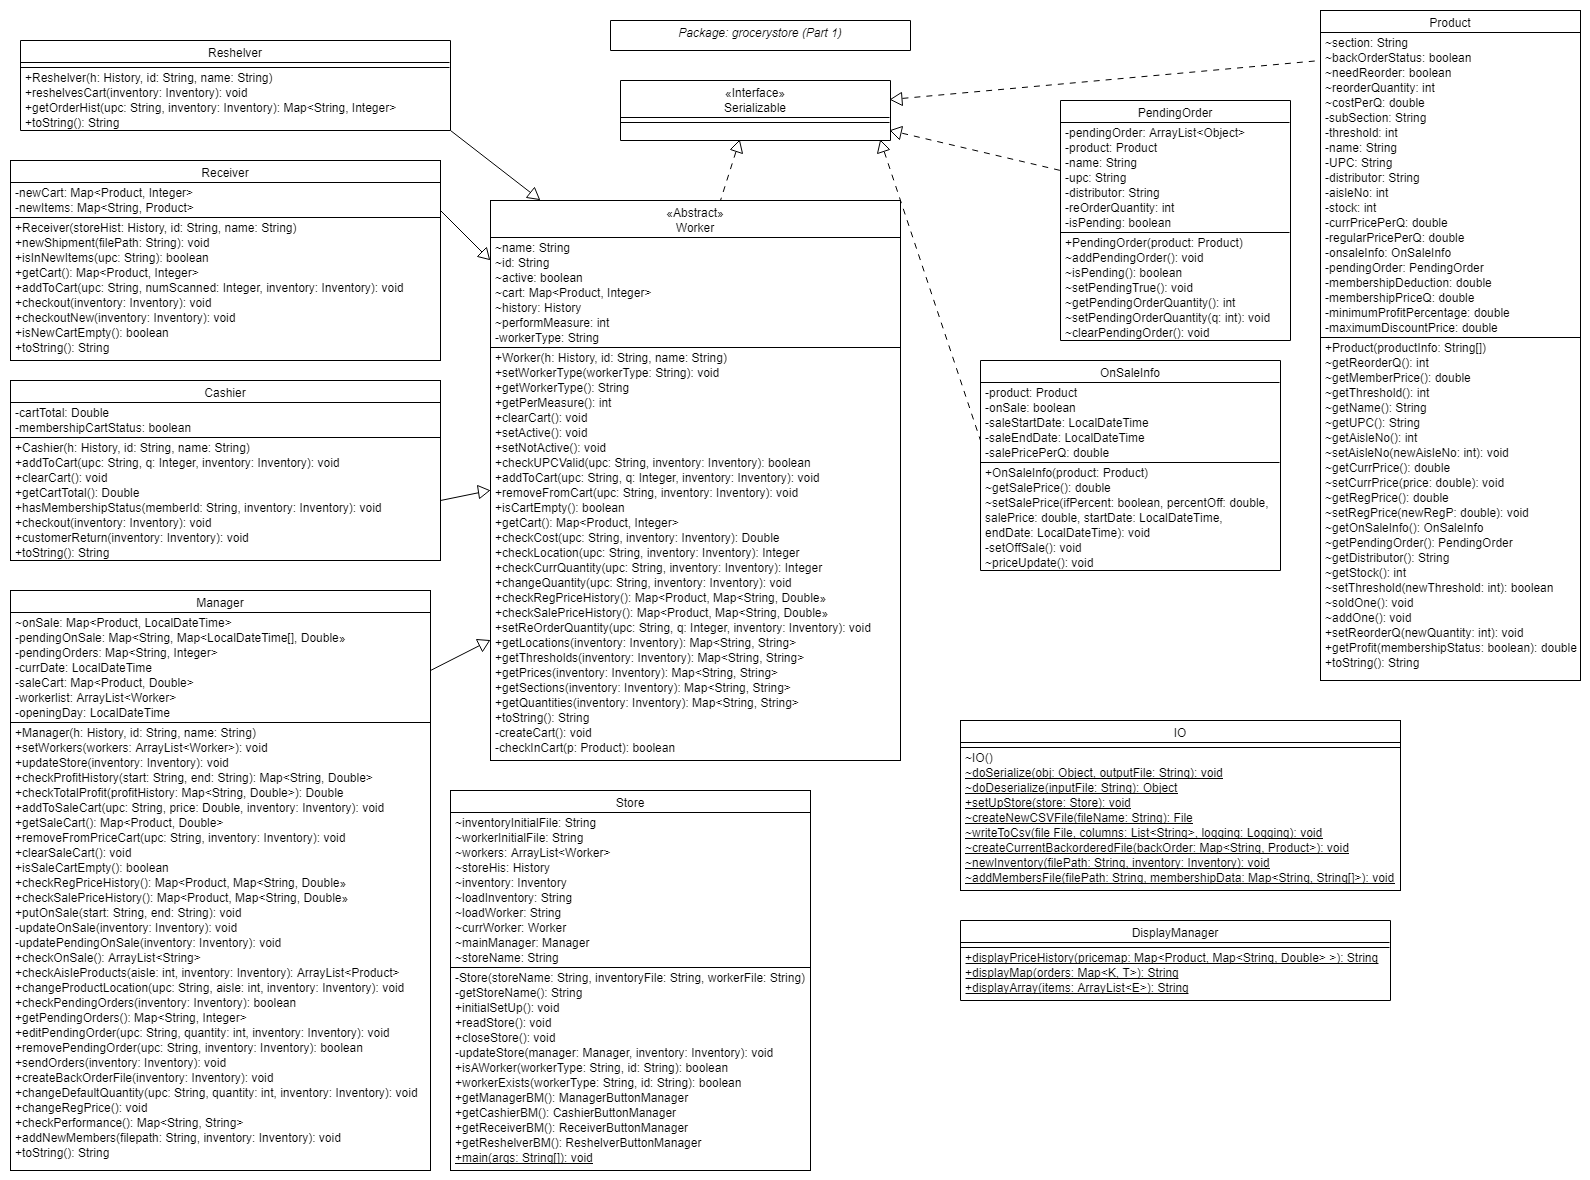 Package: grocerystore (Part 1)
Reshelver
+Reshelver(h: History, id: String, name: String)
+reshelvesCart(inventory: Inventory): void
+getOrderHist(upc: String, inventory: Inventory): Map<String, Integer>
+toString(): String
Receiver
-newCart: Map<Product, Integer>
-newItems: Map<String, Product>
+Receiver(storeHist: History, id: String, name: String)
+newShipment(filePath: String): void
+isInNewItems(upc: String): boolean
+getCart(): Map<Product, Integer>
+addToCart(upc: String, numScanned: Integer, inventory: Inventory): void
+checkout(inventory: Inventory): void
+checkoutNew(inventory: Inventory): void
+isNewCartEmpty(): boolean
+toString(): String
Cashier
-cartTotal: Double
-membershipCartStatus: boolean
+Cashier(h: History, id: String, name: String)
+addToCart(upc: String, q: Integer, inventory: Inventory): void
+clearCart(): void
+getCartTotal(): Double
+hasMembershipStatus(memberId: String, inventory: Inventory): void
+checkout(inventory: Inventory): void
+customerReturn(inventory: Inventory): void
+toString(): String
Manager
~onSale: Map<Product, LocalDateTime>
-pendingOnSale: Map<String, Map<LocalDateTime[], Double»
-pendingOrders: Map<String, Integer>
-currDate: LocalDateTime
-saleCart: Map<Product, Double>
-workerlist: ArrayList<Worker>
-openingDay: LocalDateTime
+Manager(h: History, id: String, name: String)
+setWorkers(workers: ArrayList<Worker>): void
+updateStore(inventory: Inventory): void
+checkProfitHistory(start: String, end: String): Map<String, Double>
+checkTotalProfit(profitHistory: Map<String, Double>): Double
+addToSaleCart(upc: String, price: Double, inventory: Inventory): void
+getSaleCart(): Map<Product, Double>
+removeFromPriceCart(upc: String, inventory: Inventory): void
+clearSaleCart(): void
+isSaleCartEmpty(): boolean
+checkRegPriceHistory(): Map<Product, Map<String, Double»
+checkSalePriceHistory(): Map<Product, Map<String, Double»
+putOnSale(start: String, end: String): void
-updateOnSale(inventory: Inventory): void
-updatePendingOnSale(inventory: Inventory): void
+checkOnSale(): ArrayList<String>
+checkAisleProducts(aisle: int, inventory: Inventory): ArrayList<Product>
+changeProductLocation(upc: String, aisle: int, inventory: Inventory): void
+checkPendingOrders(inventory: Inventory): boolean
+getPendingOrders(): Map<String, Integer>
+editPendingOrder(upc: String, quantity: int, inventory: Inventory): void
+removePendingOrder(upc: String, inventory: Inventory): boolean
+sendOrders(inventory: Inventory): void
+createBackOrderFile(inventory: Inventory): void
+changeDefaultQuantity(upc: String, quantity: int, inventory: Inventory): void
+changeRegPrice(): void
+checkPerformance(): Map<String, String>
+addNewMembers(filepath: String, inventory: Inventory): void
+toString(): String
«Interface»
Serializable
«Abstract»
Worker
~name: String
~id: String
~active: boolean
~cart: Map<Product, Integer>
~history: History
~performMeasure: int
-workerType: String
+Worker(h: History, id: String, name: String)
+setWorkerType(workerType: String): void
+getWorkerType(): String
+getPerMeasure(): int
+clearCart(): void
+setActive(): void
+setNotActive(): void
+checkUPCValid(upc: String, inventory: Inventory): boolean
+addToCart(upc: String, q: Integer, inventory: Inventory): void
+removeFromCart(upc: String, inventory: Inventory): void
+isCartEmpty(): boolean
+getCart(): Map<Product, Integer>
+checkCost(upc: String, inventory: Inventory): Double
+checkLocation(upc: String, inventory: Inventory): Integer
+checkCurrQuantity(upc: String, inventory: Inventory): Integer
+changeQuantity(upc: String, inventory: Inventory): void
+checkRegPriceHistory(): Map<Product, Map<String, Double»
+checkSalePriceHistory(): Map<Product, Map<String, Double»
+setReOrderQuantity(upc: String, q: Integer, inventory: Inventory): void
+getLocations(inventory: Inventory): Map<String, String>
+getThresholds(inventory: Inventory): Map<String, String>
+getPrices(inventory: Inventory): Map<String, String>
+getSections(inventory: Inventory): Map<String, String>
+getQuantities(inventory: Inventory): Map<String, String>
+toString(): String
-createCart(): void
-checkInCart(p: Product): boolean
Store
~inventoryInitialFile: String
~workerInitialFile: String
~workers: ArrayList<Worker>
~storeHis: History
~inventory: Inventory
~loadInventory: String
~loadWorker: String
~currWorker: Worker
~mainManager: Manager
~storeName: String
-Store(storeName: String, inventoryFile: String, workerFile: String)
-getStoreName(): String
+initialSetUp(): void
+readStore(): void
+closeStore(): void
-updateStore(manager: Manager, inventory: Inventory): void
+isAWorker(workerType: String, id: String): boolean
+workerExists(workerType: String, id: String): boolean
+getManagerBM(): ManagerButtonManager
+getCashierBM(): CashierButtonManager
+getReceiverBM(): ReceiverButtonManager
+getReshelverBM(): ReshelverButtonManager
+main(args: String[]): void
PendingOrder
-pendingOrder: ArrayList<Object>
-product: Product
-name: String
-upc: String
-distributor: String
-reOrderQuantity: int
-isPending: boolean
+PendingOrder(product: Product)
~addPendingOrder(): void
~isPending(): boolean
~setPendingTrue(): void
~getPendingOrderQuantity(): int
~setPendingOrderQuantity(q: int): void
~clearPendingOrder(): void
OnSaleInfo
-product: Product
-onSale: boolean
-saleStartDate: LocalDateTime
-saleEndDate: LocalDateTime
-salePricePerQ: double
+OnSaleInfo(product: Product)
~getSalePrice(): double
~setSalePrice(ifPercent: boolean, percentOff: double,
salePrice: double, startDate: LocalDateTime,
endDate: LocalDateTime): void
-setOffSale(): void
~priceUpdate(): void
Product
~section: String
~backOrderStatus: boolean
~needReorder: boolean
~reorderQuantity: int
~costPerQ: double
-subSection: String
-threshold: int
-name: String
-UPC: String
-distributor: String
-aisleNo: int
-stock: int
-currPricePerQ: double
-regularPricePerQ: double
-onsaleInfo: OnSaleInfo
-pendingOrder: PendingOrder
-membershipDeduction: double
-membershipPriceQ: double
-minimumProfitPercentage: double
-maximumDiscountPrice: double
+Product(productInfo: String[])
~getReorderQ(): int
~getMemberPrice(): double
~getThreshold(): int
~getName(): String
~getUPC(): String
~getAisleNo(): int
~setAisleNo(newAisleNo: int): void
~getCurrPrice(): double
~setCurrPrice(price: double): void
~getRegPrice(): double
~setRegPrice(newRegP: double): void
~getOnSaleInfo(): OnSaleInfo
~getPendingOrder(): PendingOrder
~getDistributor(): String
~getStock(): int
~setThreshold(newThreshold: int): boolean
~soldOne(): void
~addOne(): void
+setReorderQ(newQuantity: int): void
+getProfit(membershipStatus: boolean): double
+toString(): String
IO
~IO()
~doSerialize(obj: Object, outputFile: String): void
~doDeserialize(inputFile: String): Object
+setUpStore(store: Store): void
~createNewCSVFile(fileName: String): File
~writeToCsv(file File, columns: List<String>, logging: Logging): void
~createCurrentBackorderedFile(backOrder: Map<String, Product>): void
~newInventory(filePath: String, inventory: Inventory): void
~addMembersFile(filePath: String, membershipData: Map<String, String[]>): void
DisplayManager
+displayPriceHistory(pricemap: Map<Product, Map<String, Double> >): String
+displayMap(orders: Map<K, T>): String
+displayArray(items: ArrayList<E>): String